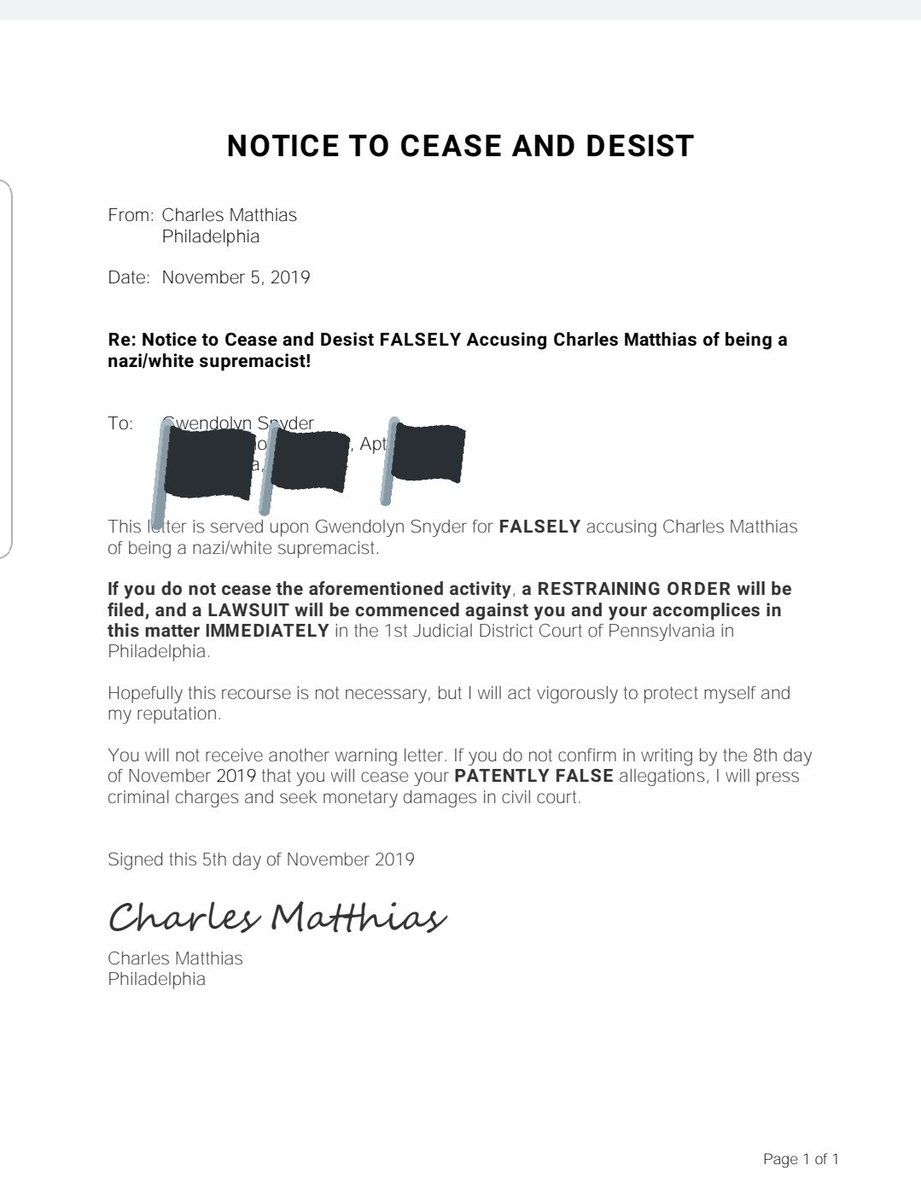 NOTICE TO CEASE AND DESIST
From: Charles Matthias
Philadelphia
Date: November 5, 2019
Re: Notice to Cease and Desist FALSELY Accusing Charles Matthias of being a
nazi/white supremacist!
To: Gwendolyn Snyder
, Apt
This letter is served upon Gwendolyn Snyder for FALSELY accusing Charles Matthias
of being a nazi/white supremacist.
If you do not cease the aforementioned activity, a RESTRAINING ORDER will be
filed, and a LAWSUIT will be commenced against you and your accomplices in
this matter IMMEDIATELY in the 1st Judicial District Court of Pennsylvania in
Philadelphia.
Hopefully this recourse is not necessary, but I will act vigorously to protect myself and
my reputation.
You will not receive another warning letter. If you do not confirm in writing by the 8th day
of November 2019 that you will cease your PATENTLY FALSE allegations, I will press
criminal charges and seek monetary damages in civil court.
Signed this 5th day of November 2019
Charles Matthias
Charles Matthias
Philadelphia
Page 1 of 1